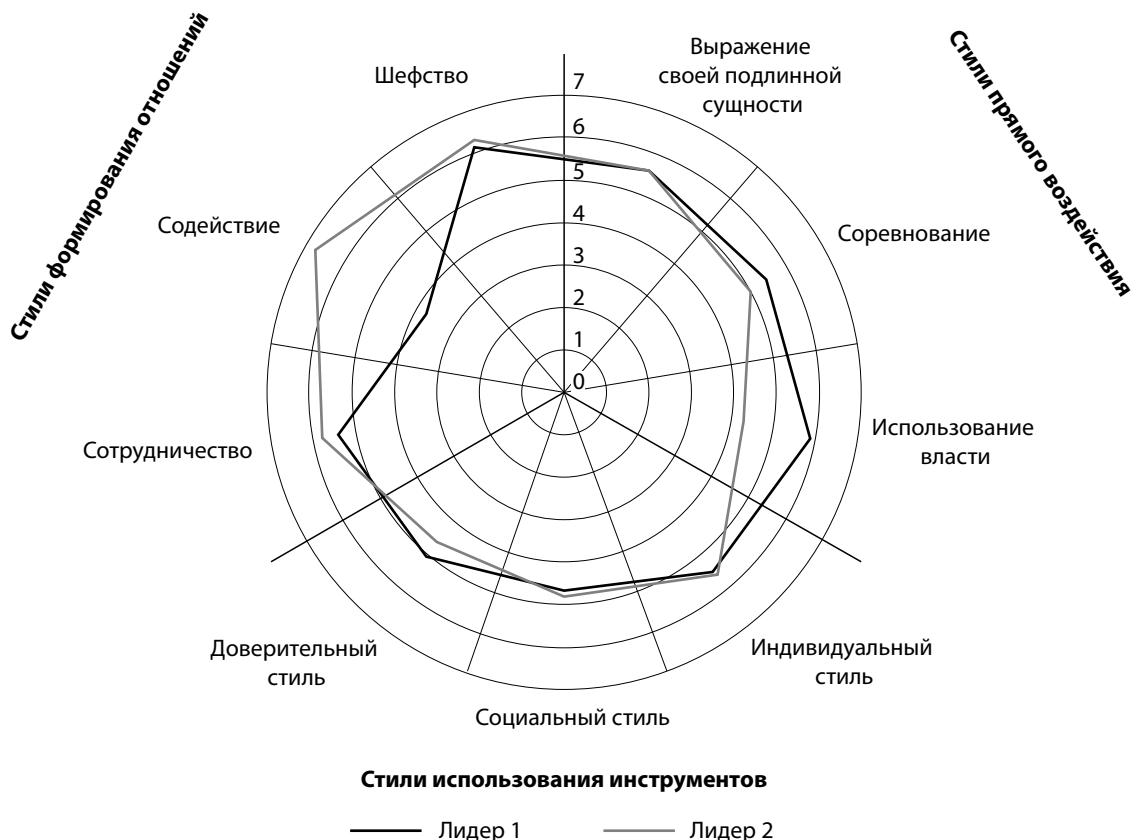 Стили формирования отношений
Стили прямого воздействия
Шефство
Выражение
своей подлинной
сущности
Содействие
Соревнование
7
6
5
4
3
2
1
0
Сотрудничество
Использование
власти
Доверительный
стиль
Индивидуальный
стиль
Социальный стиль
Стили использования инструментов
Лидер 1
Лидер 2